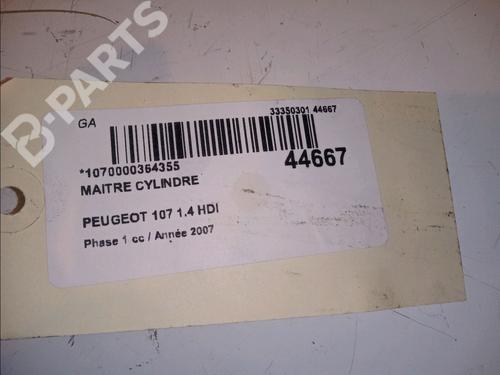 B-PARTS
GA
33350301 44667
*1070000364355
44667
MAITRE CYLINDRE
PEUGEOT 107 1.4 HDI
Phase 1 cc / Année 2007